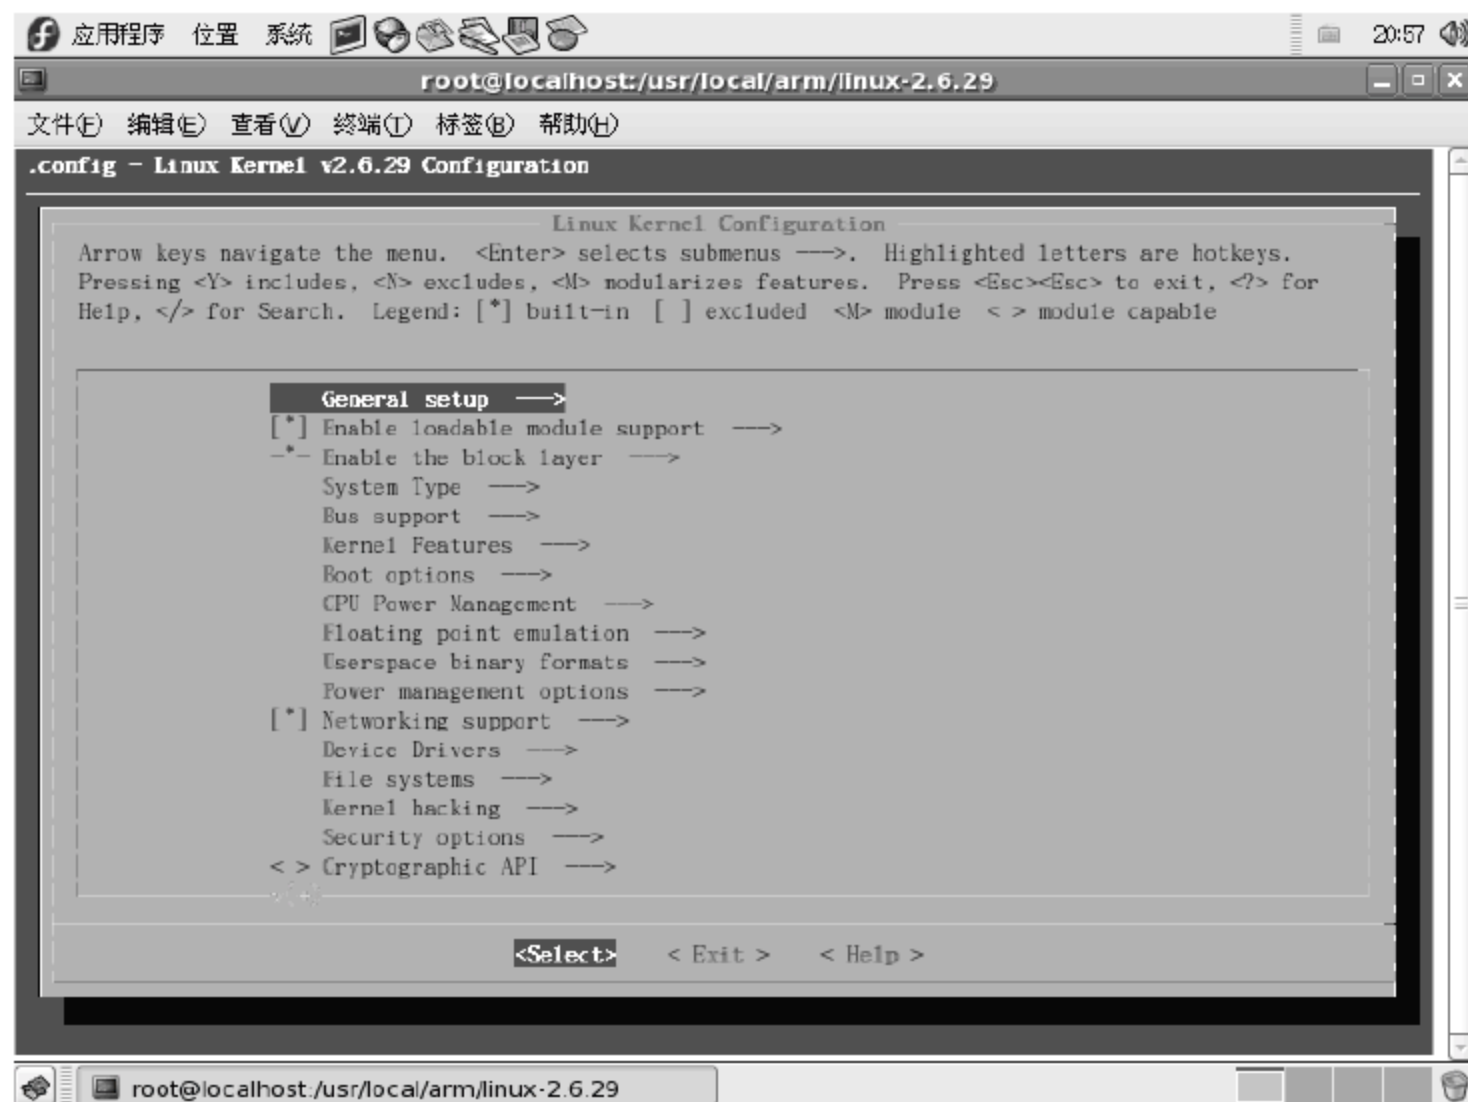 应用程序 位置 系统 20:57
root@localhost:/usr/local/arm/linux-2.6.29
文件(F) 编辑(E) 查看(V) 终端(T) 标签(B) 帮助(H)
.config - Linux Kernel v2.6.29 Configuration
Linux Kernel Configuration
Arrow keys navigate the menu. <Enter> selects submenus --->. Highlighted letters are hotkeys.
Pressing <Y> includes, <N> excludes, <M> modularizes features. Press <Esc><Esc> to exit, <?> for
Help, </> for Search. Legend: [*] built-in [ ] excluded <M> module < > module capable
General setup --->
[*] Enable loadable module support --->
-*- Enable the block layer --->
System Type --->
Bus support --->
Kernel Features --->
Boot options --->
CPU Power Management --->
Floating point emulation --->
Userspace binary formats --->
Power management options --->
[*] Networking support --->
Device Drivers --->
File systems --->
Kernel hacking --->
Security options --->
< > Cryptographic API --->
<Select> < Exit > < Help >
root@localhost:/usr/local/arm/linux-2.6.29